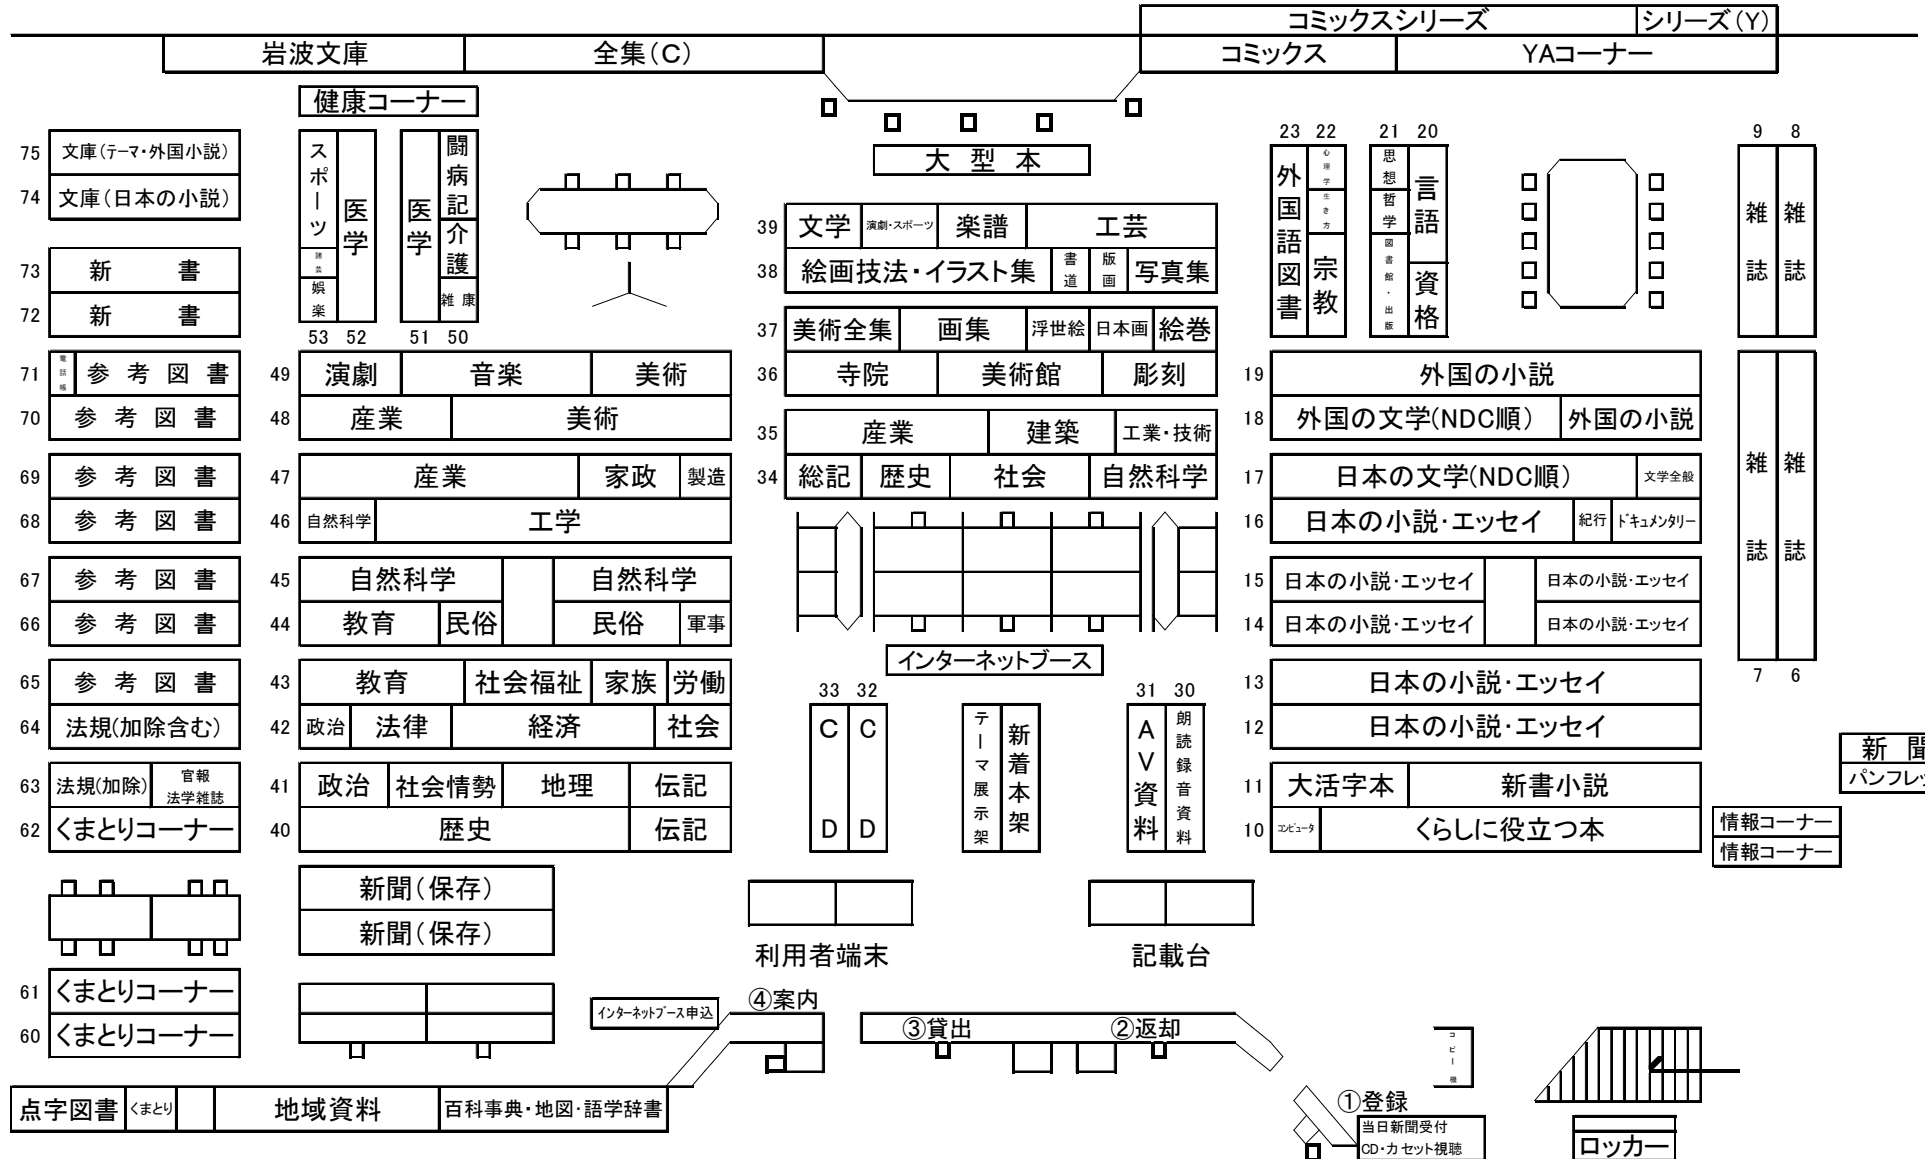 コミックスシリーズ シリーズ(Y)
岩波文庫 全集(C) コミックス YAコーナー
健康コーナー
75 文庫(テーマ・外国小説)
74 文庫(日本の小説)
73 新 書
72 新 書
71 電話帳 参 考 図 書
70 参 考 図 書
69 参 考 図 書
68 参 考 図 書
67 参 考 図 書
66 参 考 図 書
65 参 考 図 書
64 法規(加除含む)
63 法規(加除) 官報 法学雑誌
62 くまとりコーナー
61 くまとりコーナー
60 くまとりコーナー
点字図書 くまとり 地域資料 百科事典・地図・語学辞書
スポーツ 諸芸 娯楽 医学
53 52
医学 闘病記 介護 雑 康
51 50
49 演劇 音楽 美術
48 産業 美術
47 産業 家政 製造
46 自然科学 工学
45 自然科学 自然科学
44 教育 民俗 民俗 軍事
43 教育 社会福祉 家族 労働
42 政治 法律 経済 社会
41 政治 社会情勢 地理 伝記
40 歴史 伝記
新聞(保存)
新聞(保存)
インターネットブース申込
大 型 本
39 文学 演劇・スポーツ 楽譜 工芸
38 絵画技法・イラスト集 書道 版画 写真集
37 美術全集 画集 浮世絵 日本画 絵巻
36 寺院 美術館 彫刻
35 産業 建築 工業・技術
34 総記 歴史 社会 自然科学
インターネットブース
33 32
CD CD
テーマ展示架 新着本架
31 30
AV資料 朗読録音資料
利用者端末 記載台
④案内
③貸出 ②返却
①登録
当日新聞受付
CD・カセット視聴
コピー機
ロッカー
23 22
外国語図書 心理学 生き方 宗教
21 20
思想 哲学 図書館・出版 言語 資格
19 外国の小説
18 外国の文学(NDC順) 外国の小説
17 日本の文学(NDC順) 文学全般
16 日本の小説・エッセイ 紀行 ドキュメンタリー
15 日本の小説・エッセイ 日本の小説・エッセイ
14 日本の小説・エッセイ 日本の小説・エッセイ
13 日本の小説・エッセイ
12 日本の小説・エッセイ
11 大活字本 新書小説
10 コンピュータ くらしに役立つ本
9 8
雑誌 雑誌
雑誌 雑誌
7 6
新 聞
パンフレッ
情報コーナー
情報コーナー